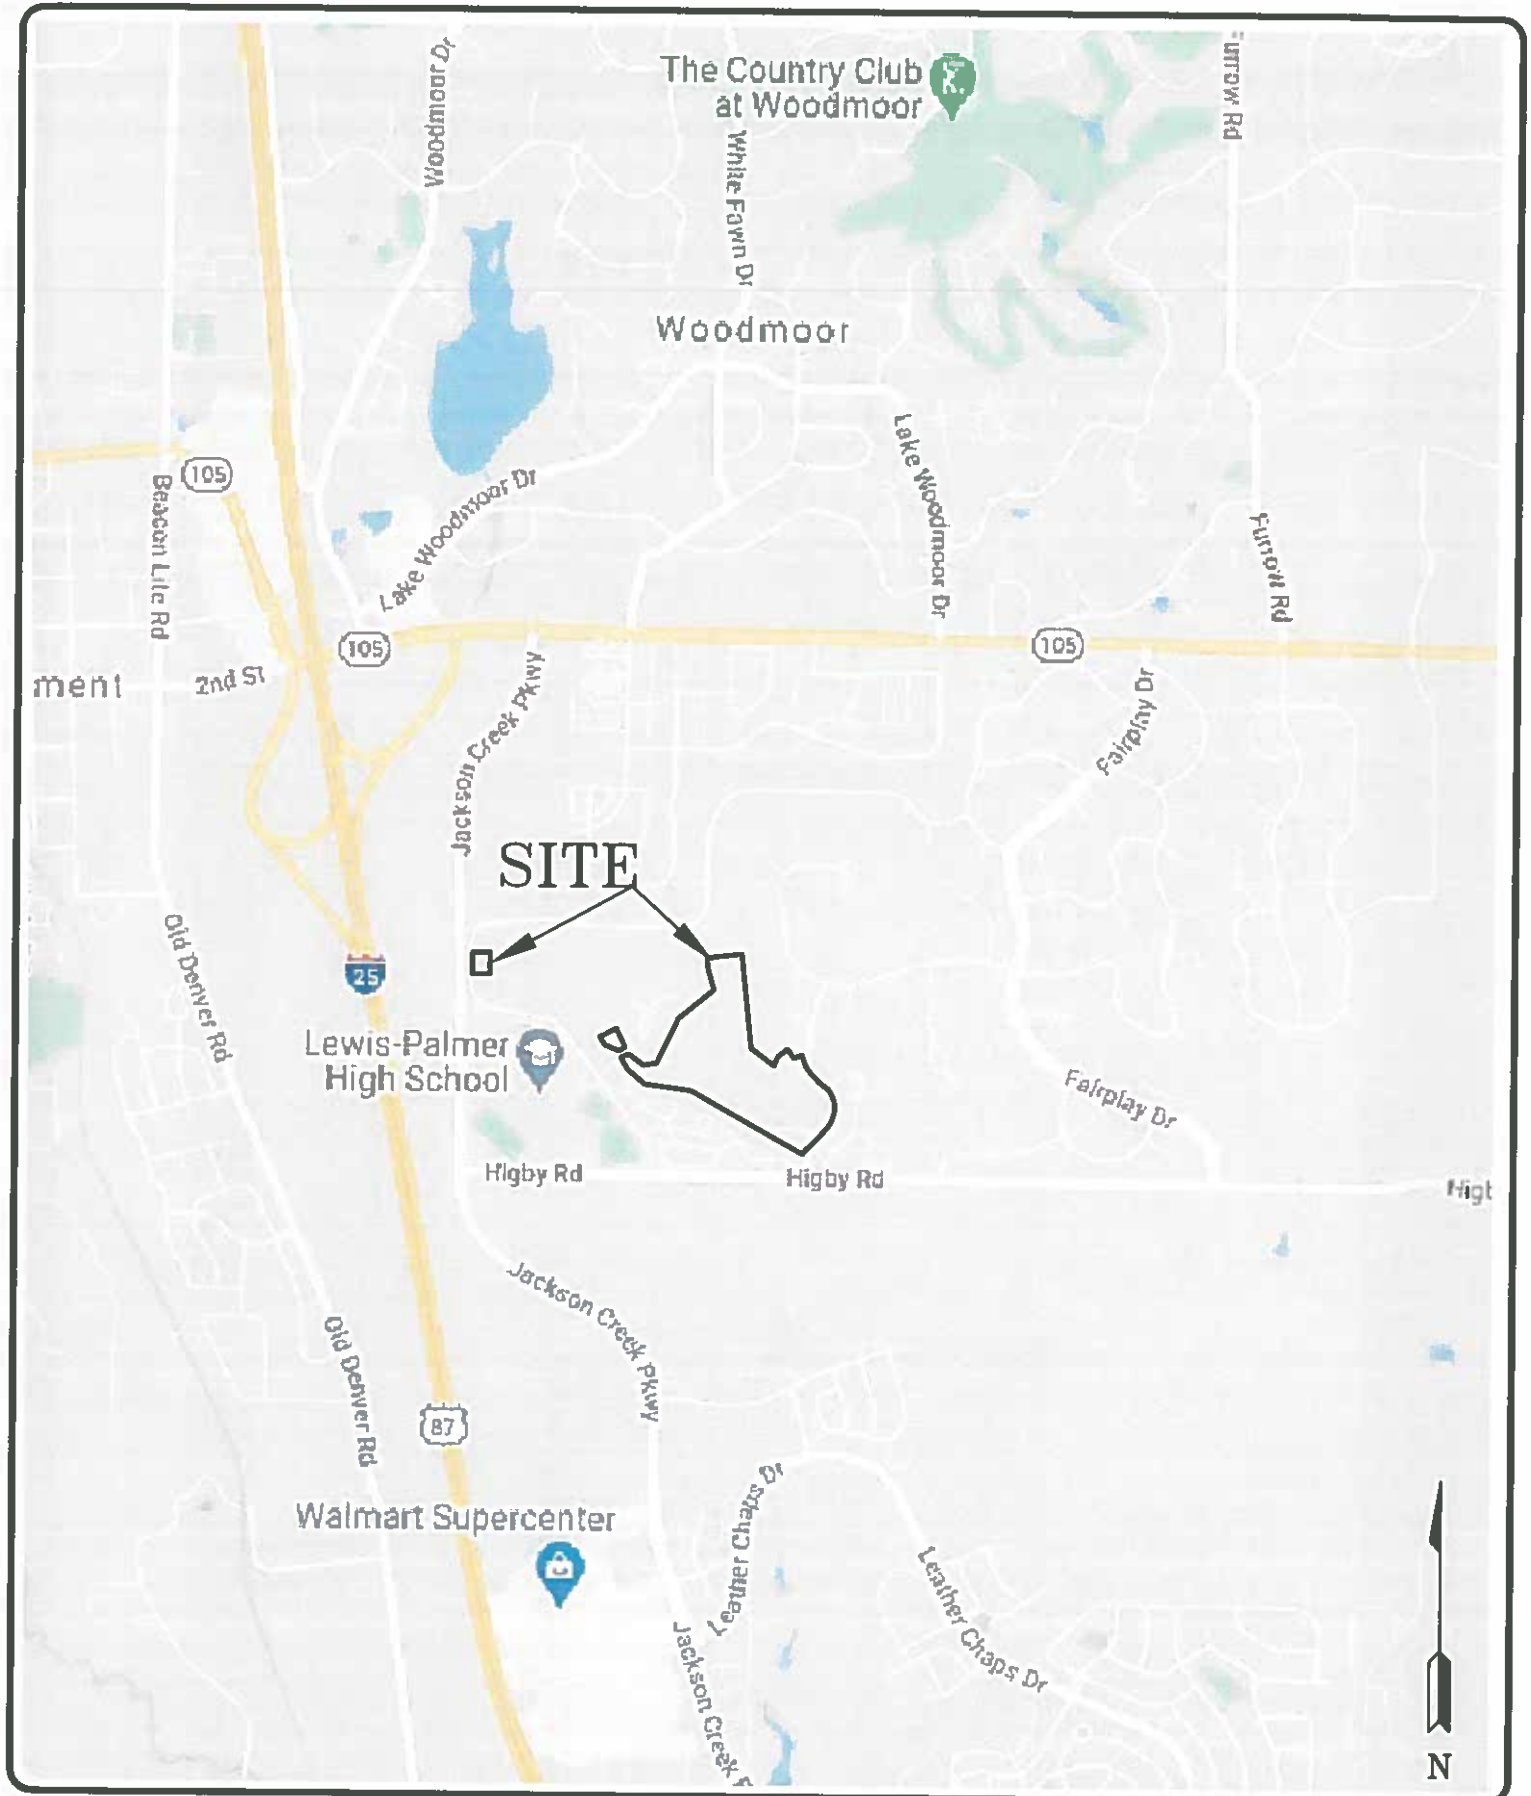 Woodmoor Dr
The Country Club
at Woodmoor
urrow Rd
White Fawn Dr
Woodmoor
Lake Woodmoor Dr
105
Beacon Lite Rd
Lake Woodmoor Dr
Furrow Rd
105
105
ment
2nd St
Jackson Creek Pkwy
Fairplay Dr
SITE
Old Denver Rd
25
Lewis-Palmer
High School
Fairplay Dr
Higby Rd
Higby Rd
Higb
Jackson Creek Pkwy
Old Denver Rd
87
Leather Chaps Dr
Walmart Supercenter
Leather Chaps Dr
Jackson Creek P
N